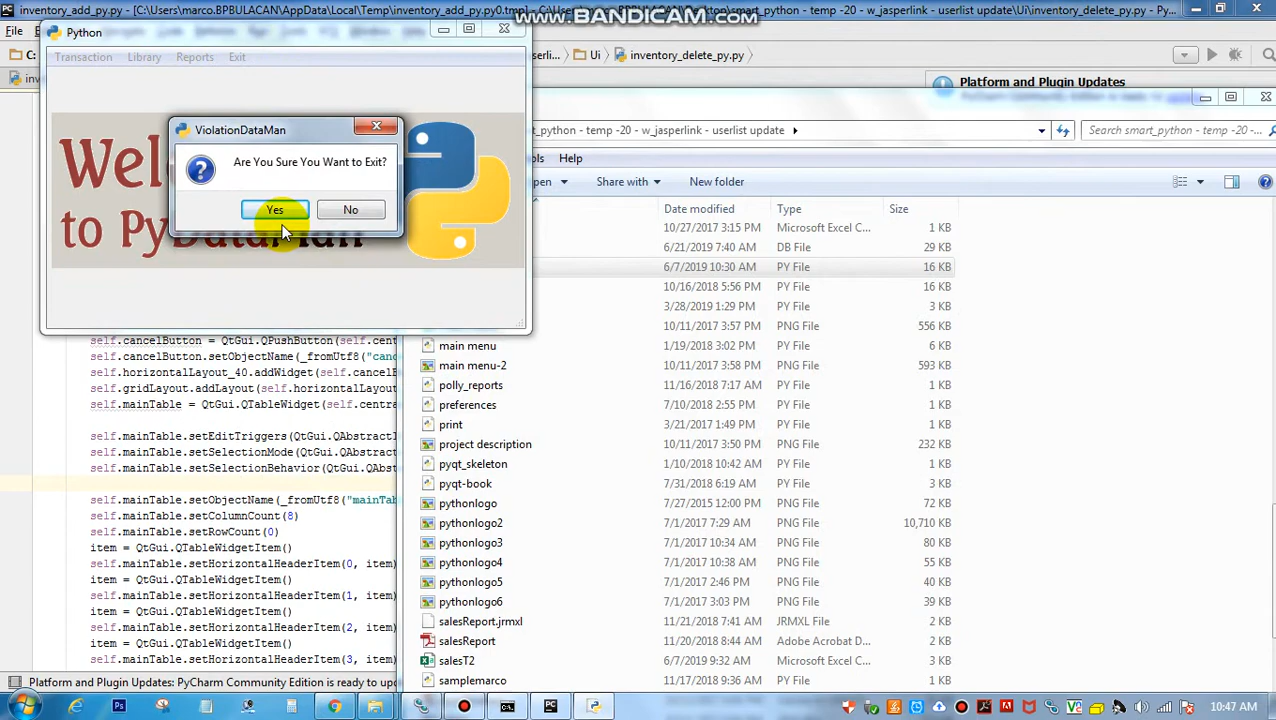 inventory_add_py.py - [C:\Users\marco.BPBULACAN\AppData\Local\Temp\inventory_add_py.py0.tmp]
smart_python - temp -20 - w_jasperlink - userlist update\Ui\inventory_delete_py.py - Py...
www.BANDICAM.com
Python
File
Transaction Library Reports Exit
Ui inventory_delete_py.py
Platform and Plugin Updates
ViolationDataMan
Are You Sure You Want to Exit?
Yes No
Wel
to PyDataMan
_python - temp -20 - w_jasperlink - userlist update
Search smart_python - temp -20 - w_j...
Help
Share with New folder
Date modified Type Size
10/27/2017 3:15 PM Microsoft Excel C... 1 KB
6/21/2019 7:40 AM DB File 29 KB
6/7/2019 10:30 AM PY File 16 KB
10/16/2018 5:56 PM PY File 16 KB
3/28/2019 1:29 PM PY File 3 KB
10/11/2017 3:57 PM PNG File 556 KB
main menu 1/19/2018 3:02 PM PY File 6 KB
main menu-2 10/11/2017 3:58 PM PNG File 593 KB
polly_reports 11/16/2018 7:17 AM PY File 1 KB
preferences 7/10/2018 2:55 PM PY File 1 KB
print 3/21/2017 1:49 PM PY File 1 KB
project description 10/11/2017 3:50 PM PNG File 232 KB
pyqt_skeleton 1/10/2018 10:42 AM PY File 1 KB
pyqt-book 7/31/2018 6:19 AM PY File 1 KB
pythonlogo 7/27/2015 12:00 PM PNG File 72 KB
pythonlogo2 7/1/2017 7:29 AM PNG File 10,710 KB
pythonlogo3 7/1/2017 10:34 AM PNG File 80 KB
pythonlogo4 7/1/2017 10:38 AM PNG File 55 KB
pythonlogo5 7/1/2017 2:46 PM PNG File 40 KB
pythonlogo6 7/1/2017 3:03 PM PNG File 39 KB
salesReport.jrmxl 11/21/2018 7:41 AM JRMXL File 2 KB
salesReport 11/20/2018 8:44 AM Adobe Acrobat D... 2 KB
salesT2 6/7/2019 9:32 AM Microsoft Excel C... 1 KB
samplemarco 11/17/2018 9:36 AM PY File 1 KB
self.cancelButton = QtGui.QPushButton(self.cent
self.cancelButton.setObjectName(_fromUtf8("canc
self.horizontalLayout_40.addWidget(self.cancelB
self.gridLayout.addLayout(self.horizontalLayout
self.mainTable = QtGui.QTableWidget(self.centra
self.mainTable.setEditTriggers(QtGui.QAbstractI
self.mainTable.setSelectionMode(QtGui.QAbstract
self.mainTable.setSelectionBehavior(QtGui.QAbst
self.mainTable.setObjectName(_fromUtf8("mainTab
self.mainTable.setColumnCount(8)
self.mainTable.setRowCount(0)
item = QtGui.QTableWidgetItem()
self.mainTable.setHorizontalHeaderItem(0, item)
item = QtGui.QTableWidgetItem()
self.mainTable.setHorizontalHeaderItem(1, item)
item = QtGui.QTableWidgetItem()
self.mainTable.setHorizontalHeaderItem(2, item)
item = QtGui.QTableWidgetItem()
self.mainTable.setHorizontalHeaderItem(3, item)
Platform and Plugin Updates: PyCharm Community Edition is ready to upd
10:47 AM